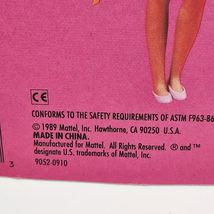 CE
CONFORMS TO THE SAFETY REQUIREMENTS OF ASTM F963-86
© 1989 Mattel, Inc. Hawthorne, CA 90250 U.S.A.
MADE IN CHINA.
Manufactured for Mattel. All Rights Reserved. ® and ™
designate U.S. trademarks of Mattel, Inc.
3 9052-0910